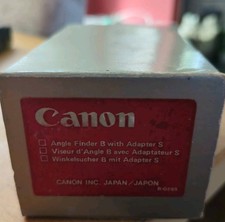 Canon
Angle Finder B with Adapter S
Viseur d'Angle B avec Adaptateur S
Winkelsucher B mit Adapter S
CANON INC. JAPAN/JAPON